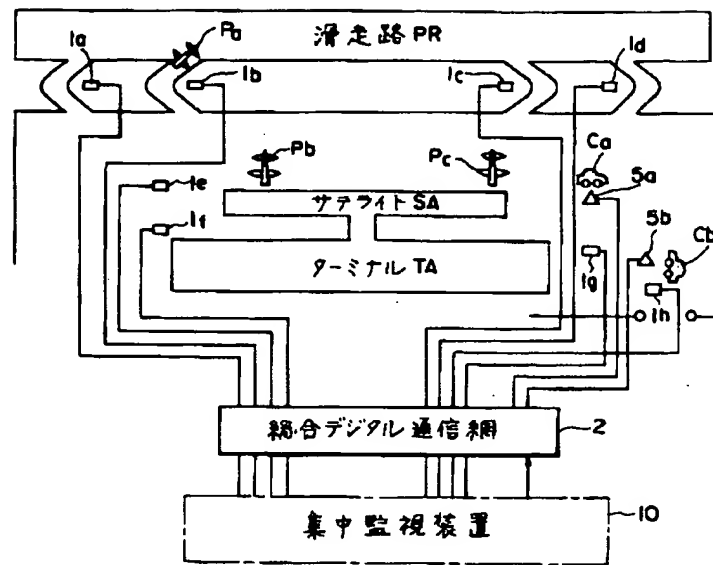 滑走路 PR
Pa
1a
1b
1c
1d
Pb
Pc
Ca
5a
1e
サテライト SA
1f
5b
Cb
ターミナル TA
1g
1h
総合デジタル通信網
2
集中監視装置
10